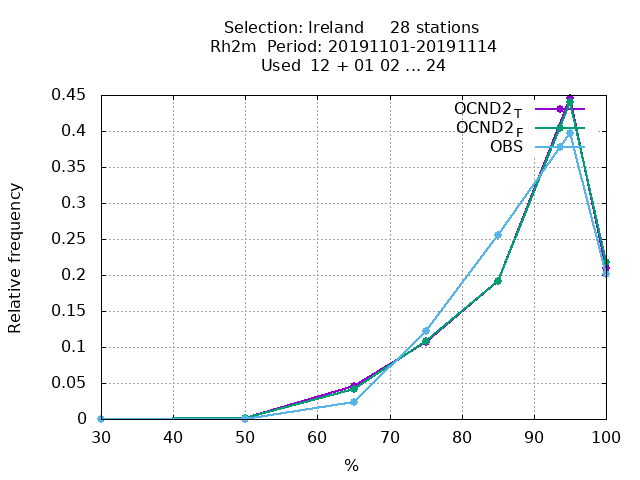 Selection: Ireland 28 stations
Rh2m Period: 20191101-20191114
Used 12 + 01 02 ... 24
0.45
0.4
0.35
0.3
0.25
0.2
0.15
0.1
0.05
0
Relative frequency
OCND2T
OCND2F
OBS
30 40 50 60 70 80 90 100
%